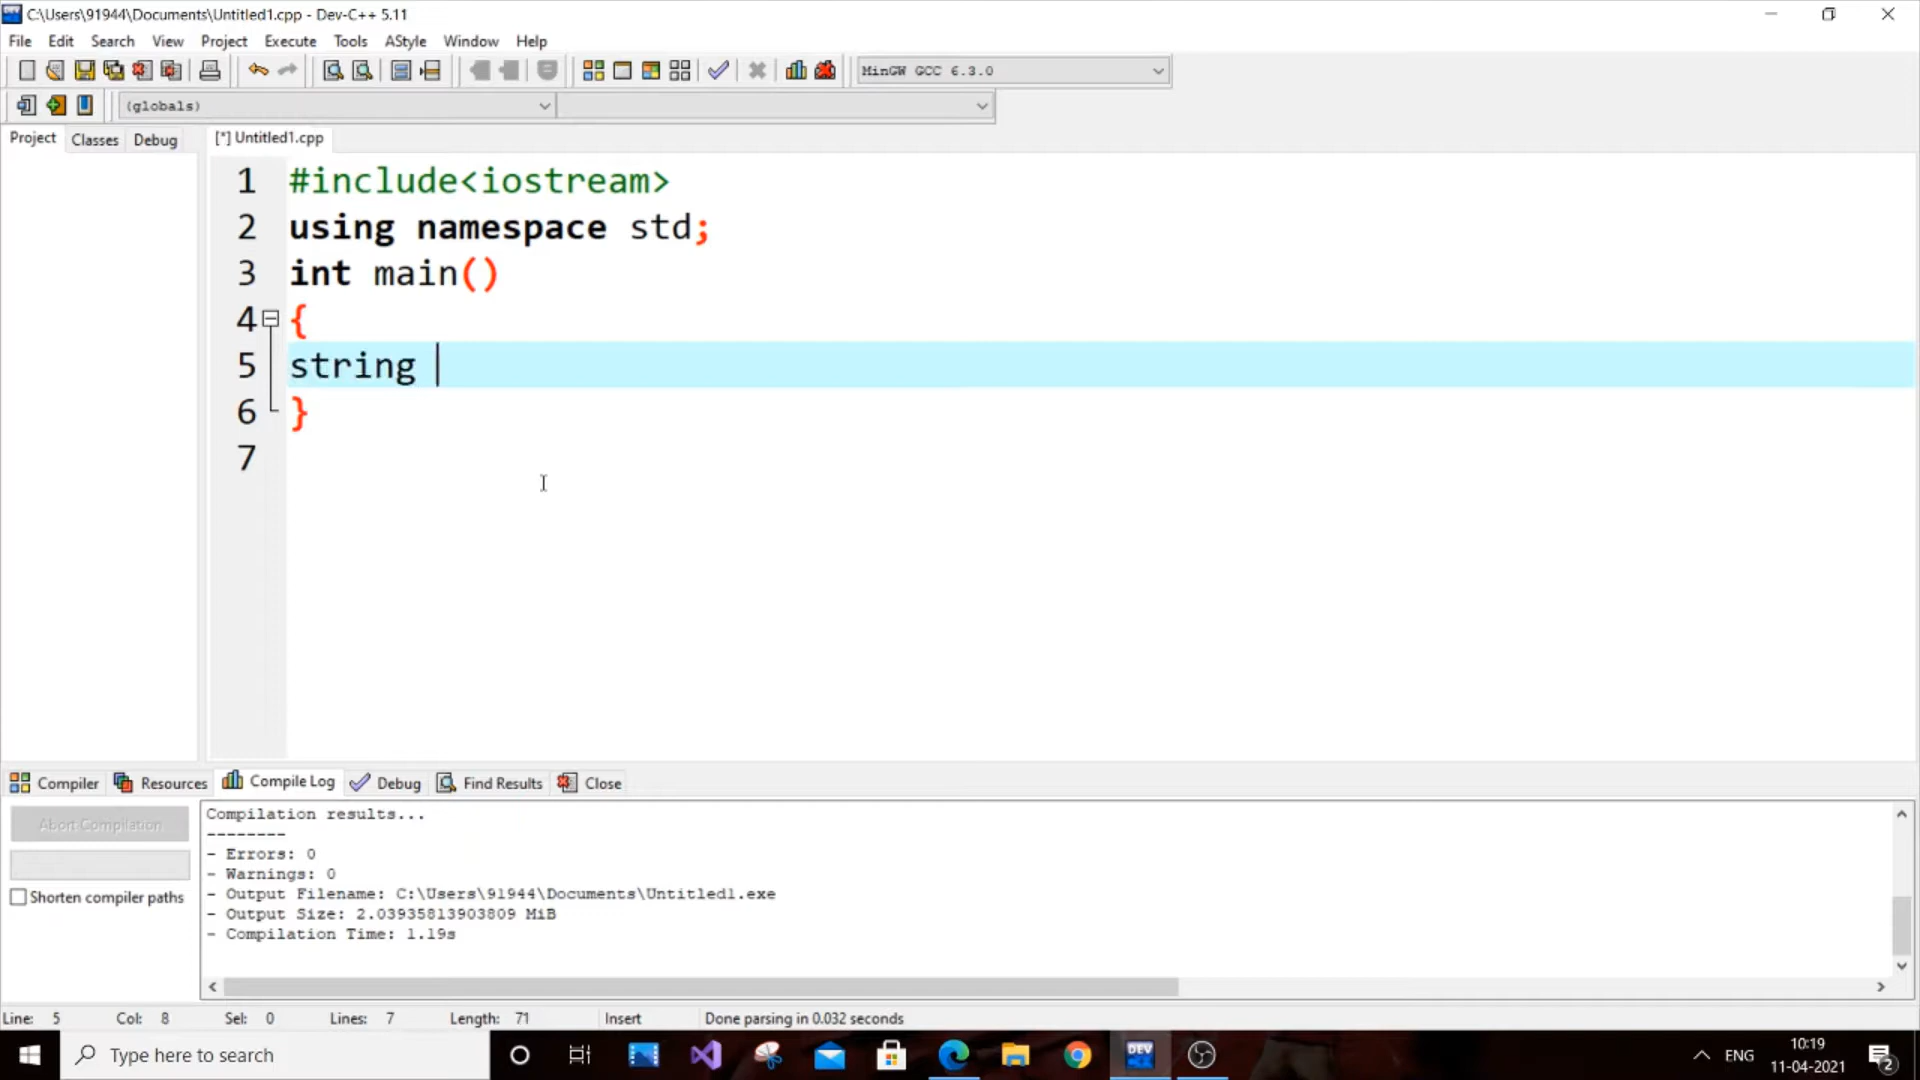 C:\Users\91944\Documents\Untitled1.cpp - Dev-C++ 5.11
File Edit Search View Project Execute Tools AStyle Window Help
MinGW GCC 6.3.0
(globals)
Project Classes Debug [*] Untitled1.cpp
1 #include<iostream>
2 using namespace std;
3 int main()
4 {
5 string
6 }
7
Compiler Resources Compile Log Debug Find Results Close
Abort Compilation
Shorten compiler paths
Compilation results...
--------
- Errors: 0
- Warnings: 0
- Output Filename: C:\Users\91944\Documents\Untitled1.exe
- Output Size: 2.03935813903809 MiB
- Compilation Time: 1.19s
Line: 5 Col: 8 Sel: 0 Lines: 7 Length: 71 Insert Done parsing in 0.032 seconds
Type here to search
DEV
ENG
10:19
11-04-2021
2